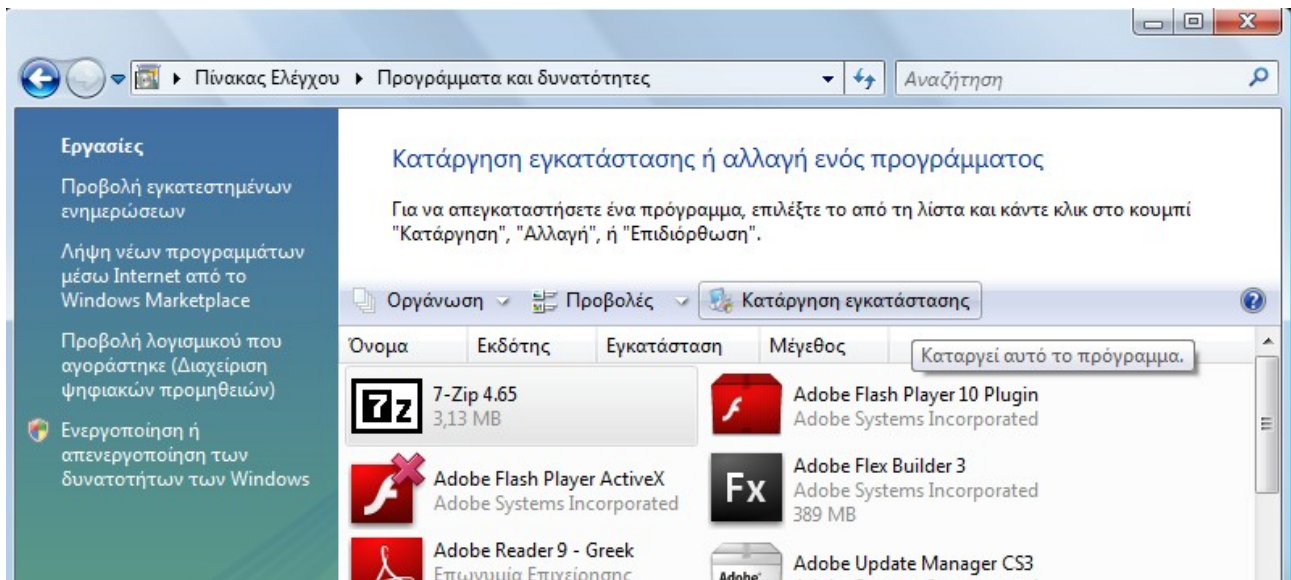 Πίνακας Ελέγχου ▸ Προγράμματα και δυνατότητες
Αναζήτηση
Εργασίες
Προβολή εγκατεστημένων
ενημερώσεων
Λήψη νέων προγραμμάτων
μέσω Internet από το
Windows Marketplace
Προβολή λογισμικού που
αγοράστηκε (Διαχείριση
ψηφιακών προμηθειών)
Ενεργοποίηση ή
απενεργοποίηση των
δυνατοτήτων των Windows
Κατάργηση εγκατάστασης ή αλλαγή ενός προγράμματος
Για να απεγκαταστήσετε ένα πρόγραμμα, επιλέξτε το από τη λίστα και κάντε κλικ στο κουμπί
"Κατάργηση", "Αλλαγή", ή "Επιδιόρθωση".
Οργάνωση Προβολές Κατάργηση εγκατάστασης
Όνομα Εκδότης Εγκατάσταση Μέγεθος
Καταργεί αυτό το πρόγραμμα.
7z
7-Zip 4.65
3,13 MB
Adobe Flash Player 10 Plugin
Adobe Systems Incorporated
Adobe Flash Player ActiveX
Adobe Systems Incorporated
Fx
Adobe Flex Builder 3
Adobe Systems Incorporated
389 MB
Adobe Reader 9 - Greek
Επωνυμία Επιχείρησης
Adobe
Adobe Update Manager CS3